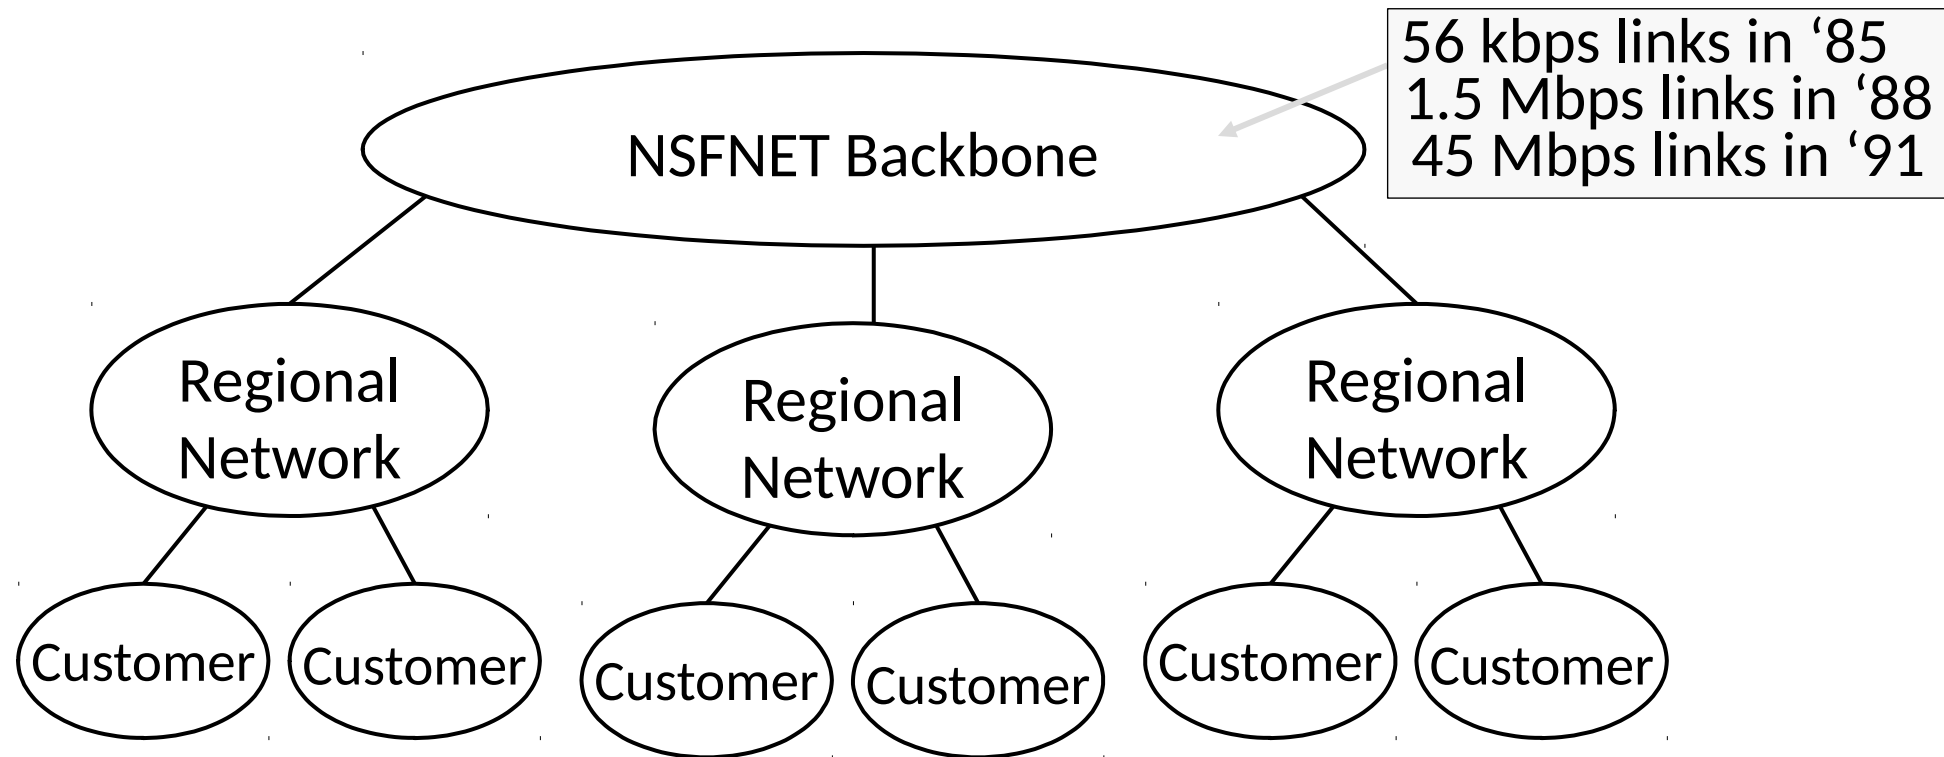 56 kbps links in ‘85
1.5 Mbps links in ‘88
45 Mbps links in ‘91
NSFNET Backbone
Regional
Network
Regional
Network
Regional
Network
Customer
Customer
Customer
Customer
Customer
Customer